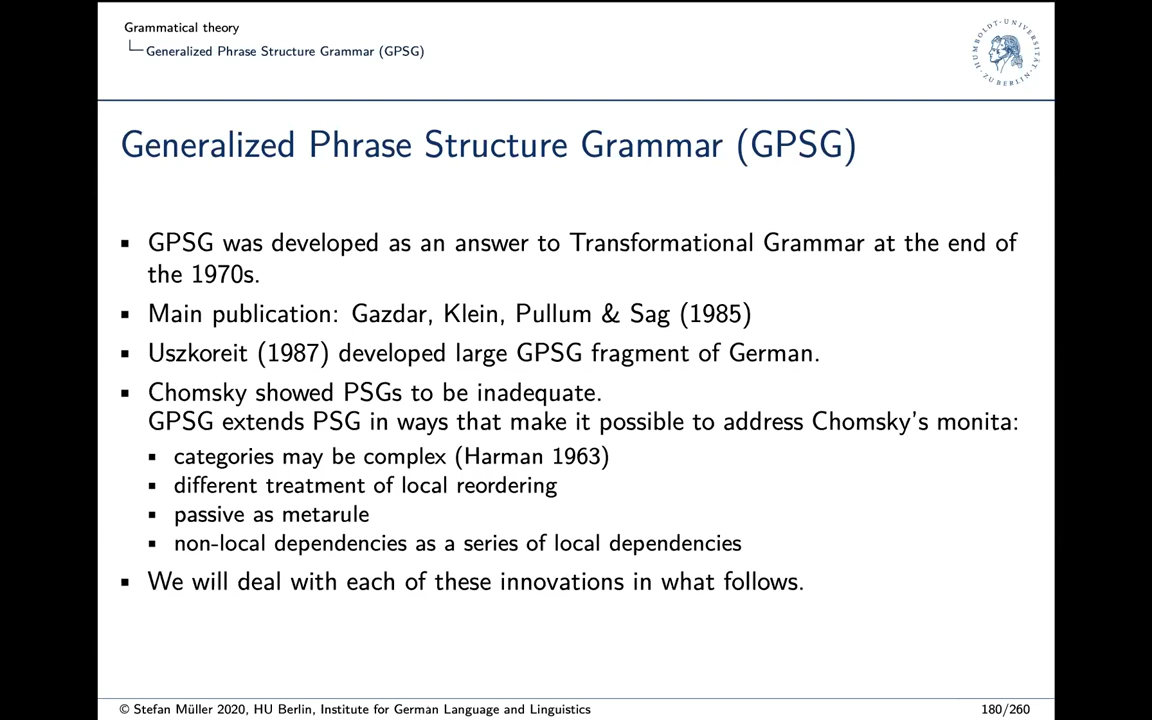 Grammatical theory
Generalized Phrase Structure Grammar (GPSG)
HUMBOLDT-UNIVERSITÄT
ZU BERLIN
Generalized Phrase Structure Grammar (GPSG)
▪ GPSG was developed as an answer to Transformational Grammar at the end of
the 1970s.
▪ Main publication: Gazdar, Klein, Pullum & Sag (1985)
▪ Uszkoreit (1987) developed large GPSG fragment of German.
▪ Chomsky showed PSGs to be inadequate.
GPSG extends PSG in ways that make it possible to address Chomsky's monita:
▪ categories may be complex (Harman 1963)
▪ different treatment of local reordering
▪ passive as metarule
▪ non-local dependencies as a series of local dependencies
▪ We will deal with each of these innovations in what follows.
© Stefan Müller 2020, HU Berlin, Institute for German Language and Linguistics
180/260